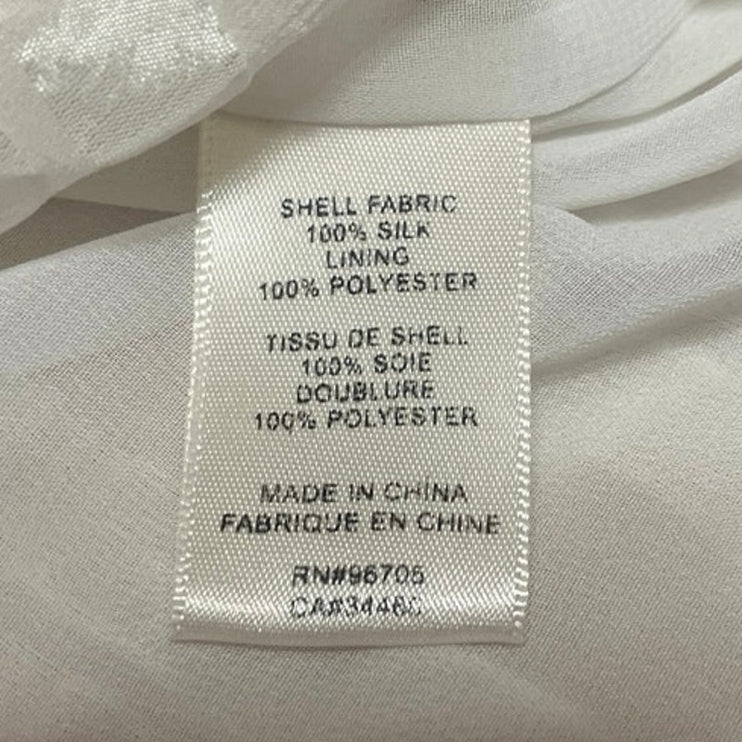 SHELL FABRIC
100% SILK
LINING
100% POLYESTER
TISSU DE SHELL
100% SOIE
DOUBLURE
100% POLYESTER
MADE IN CHINA
FABRIQUE EN CHINE
RN#96705